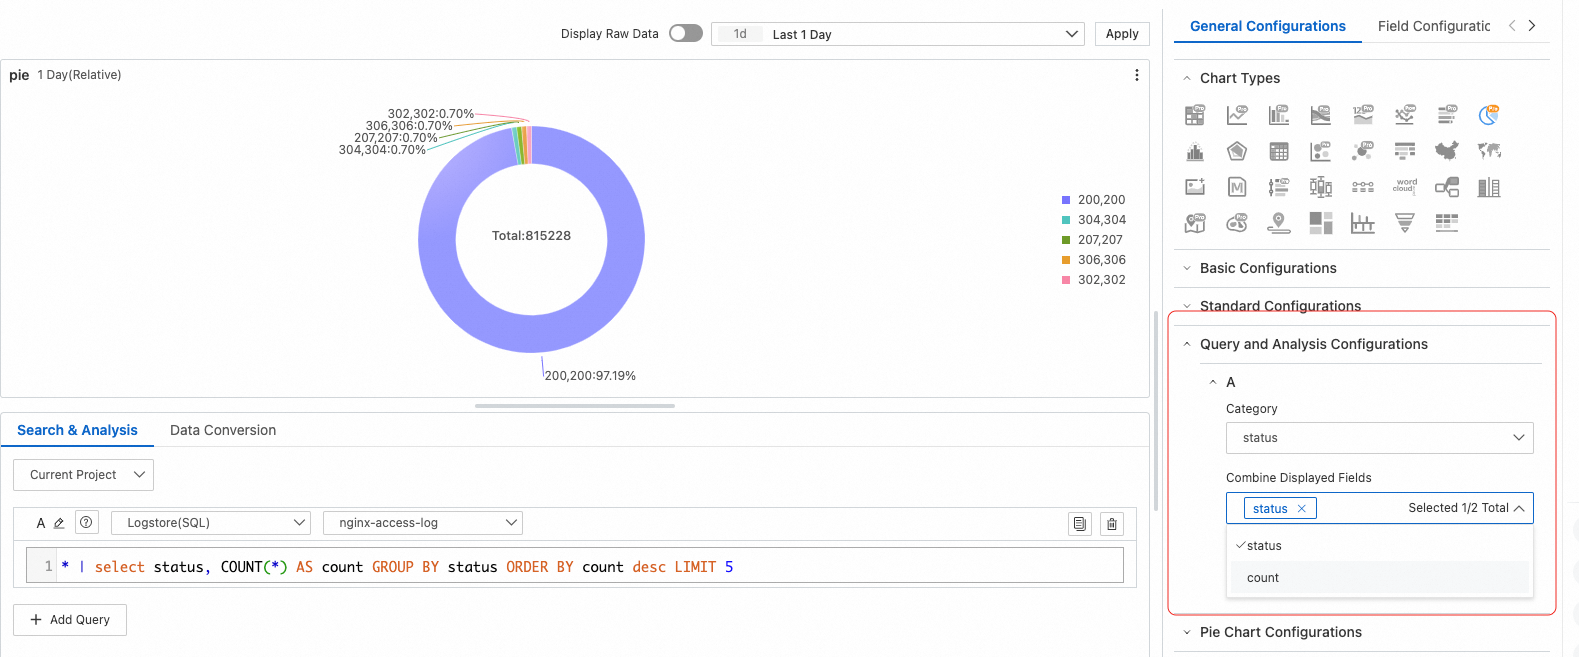 Display Raw Data
1d Last 1 Day
Apply
General Configurations
Field Configuratic
pie 1 Day(Relative)
302,302:0.70%
306,306:0.70%
207,207:0.70%
304,304:0.70%
Total:815228
200,200:97.19%
200,200
304,304
207,207
306,306
302,302
Search & Analysis
Data Conversion
Current Project
A
Logstore(SQL)
nginx-access-log
1 * | select status, COUNT(*) AS count GROUP BY status ORDER BY count desc LIMIT 5
+ Add Query
Chart Types
word
cloud
Basic Configurations
Standard Configurations
Query and Analysis Configurations
A
Category
status
Combine Displayed Fields
status Selected 1/2 Total
status
count
Pie Chart Configurations